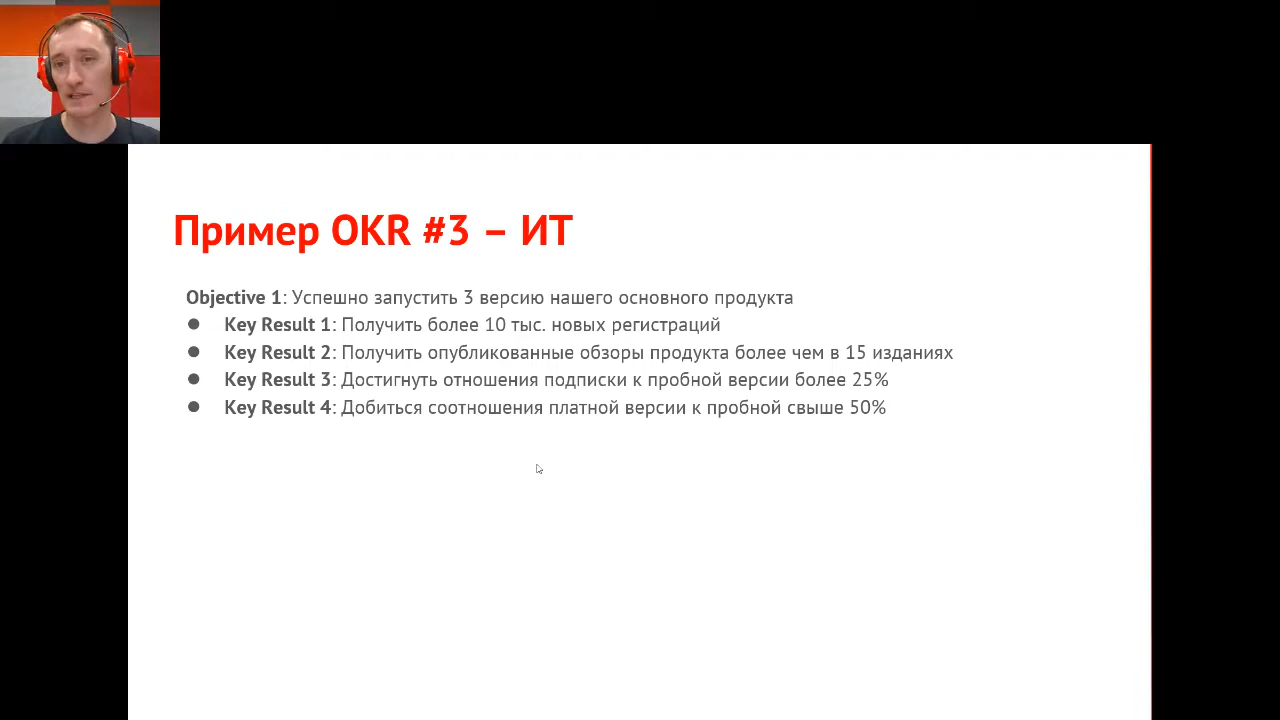 Пример OKR #3 – ИТ
Objective 1: Успешно запустить 3 версию нашего основного продукта
● Key Result 1: Получить более 10 тыс. новых регистраций
● Key Result 2: Получить опубликованные обзоры продукта более чем в 15 изданиях
● Key Result 3: Достигнуть отношения подписки к пробной версии более 25%
● Key Result 4: Добиться соотношения платной версии к пробной свыше 50%